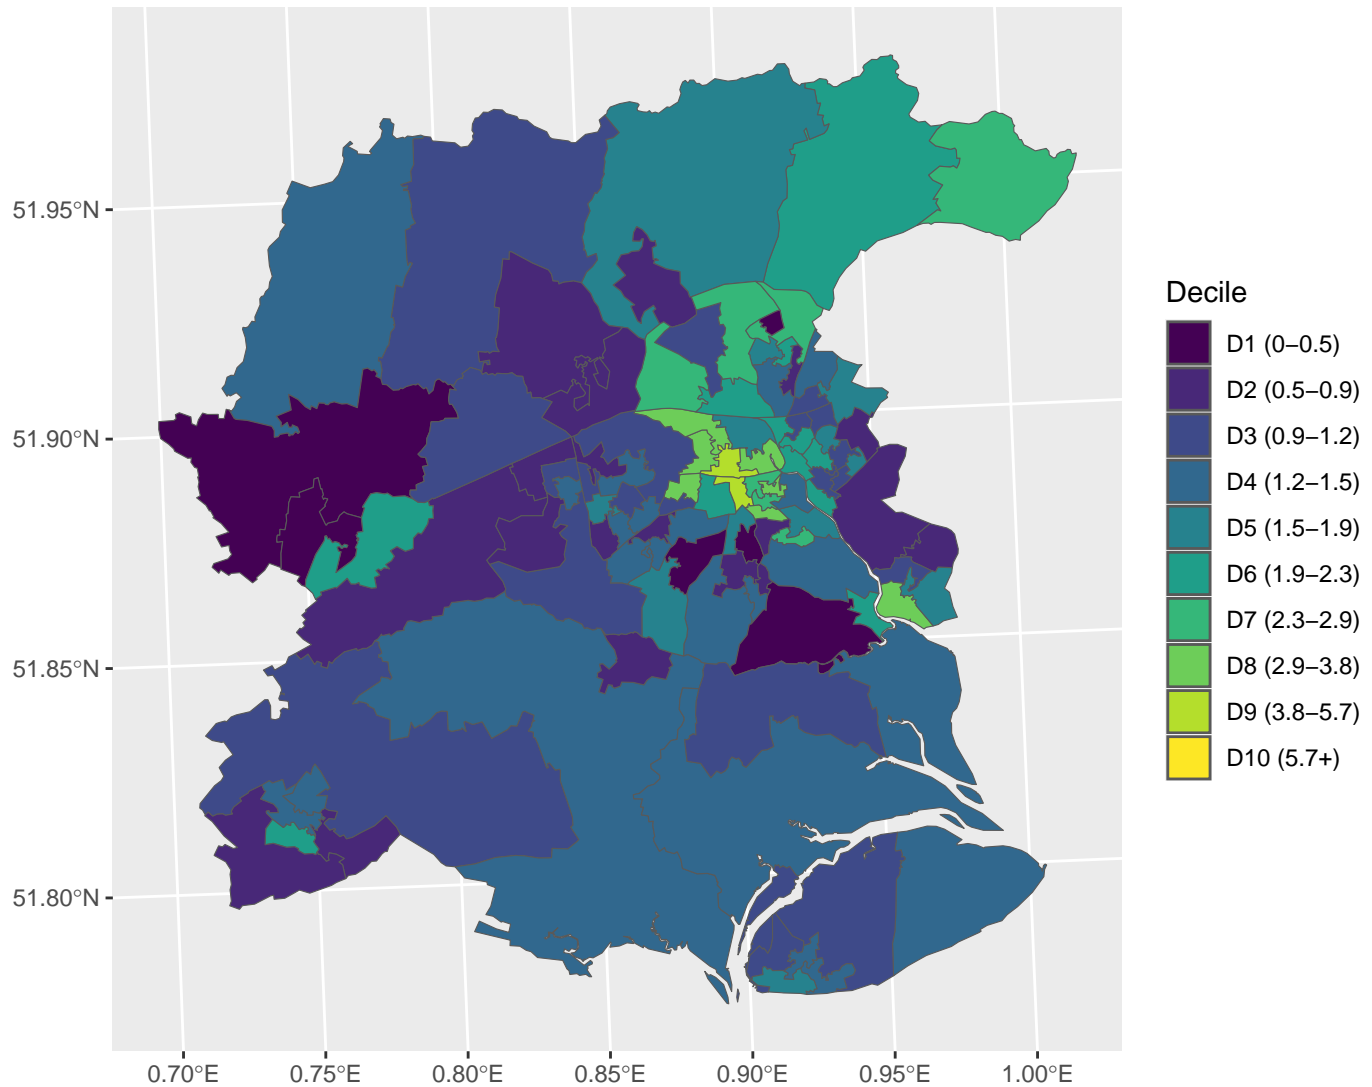 51.95°N
51.90°N
51.85°N
51.80°N
0.70°E
0.75°E
0.80°E
0.85°E
0.90°E
0.95°E
1.00°E
Decile
D1 (0–0.5)
D2 (0.5–0.9)
D3 (0.9–1.2)
D4 (1.2–1.5)
D5 (1.5–1.9)
D6 (1.9–2.3)
D7 (2.3–2.9)
D8 (2.9–3.8)
D9 (3.8–5.7)
D10 (5.7+)